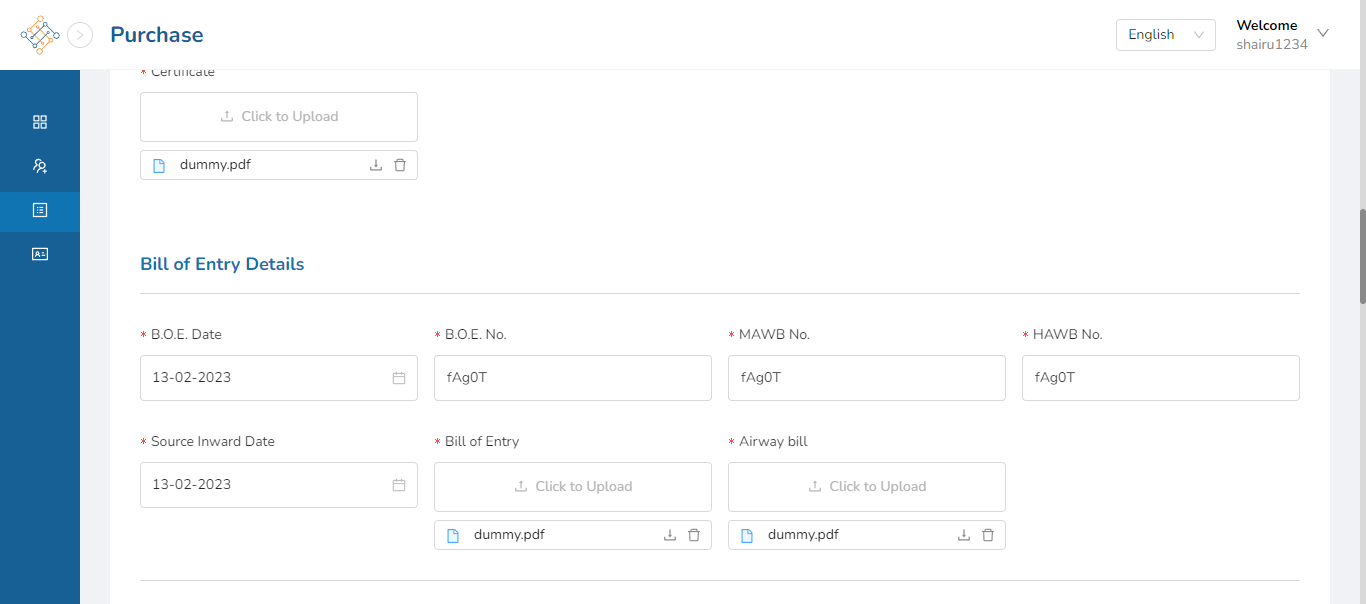 Purchase
English
Welcome
shairu1234
* Certificate
Click to Upload
dummy.pdf
Bill of Entry Details
* B.O.E. Date
* B.O.E. No.
* MAWB No.
* HAWB No.
13-02-2023
fAg0T
fAg0T
fAg0T
* Source Inward Date
* Bill of Entry
* Airway bill
13-02-2023
Click to Upload
Click to Upload
dummy.pdf
dummy.pdf